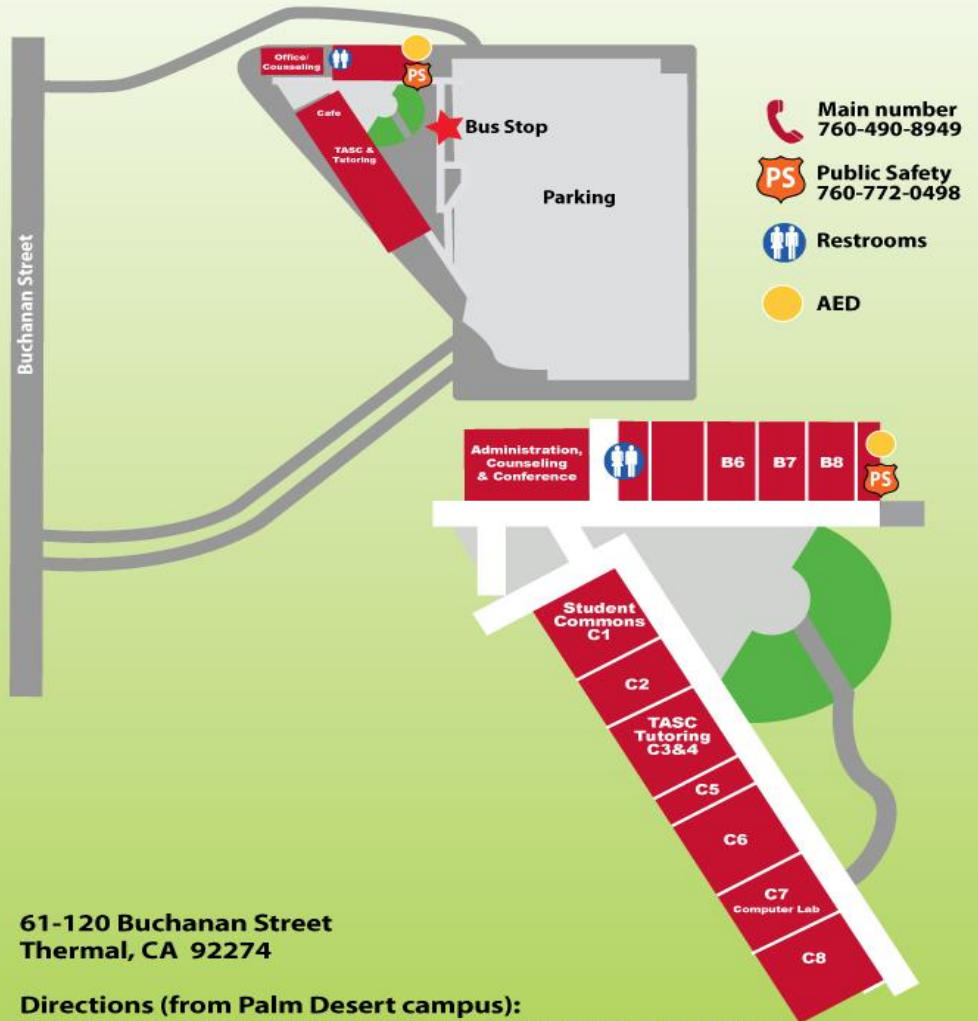 Office/
Counseling
PS
Cafe
TASC &
Tutoring
Bus Stop
Parking
Buchanan Street
Main number
760-490-8949
PS
Public Safety
760-772-0498
Restrooms
AED
Administration,
Counseling
& Conference
B6
B7
B8
PS
Student
Commons
C1
C2
TASC
Tutoring
C3&4
C5
C6
C7
Computer Lab
C8
61-120 Buchanan Street
Thermal, CA  92274
Directions (from Palm Desert campus):